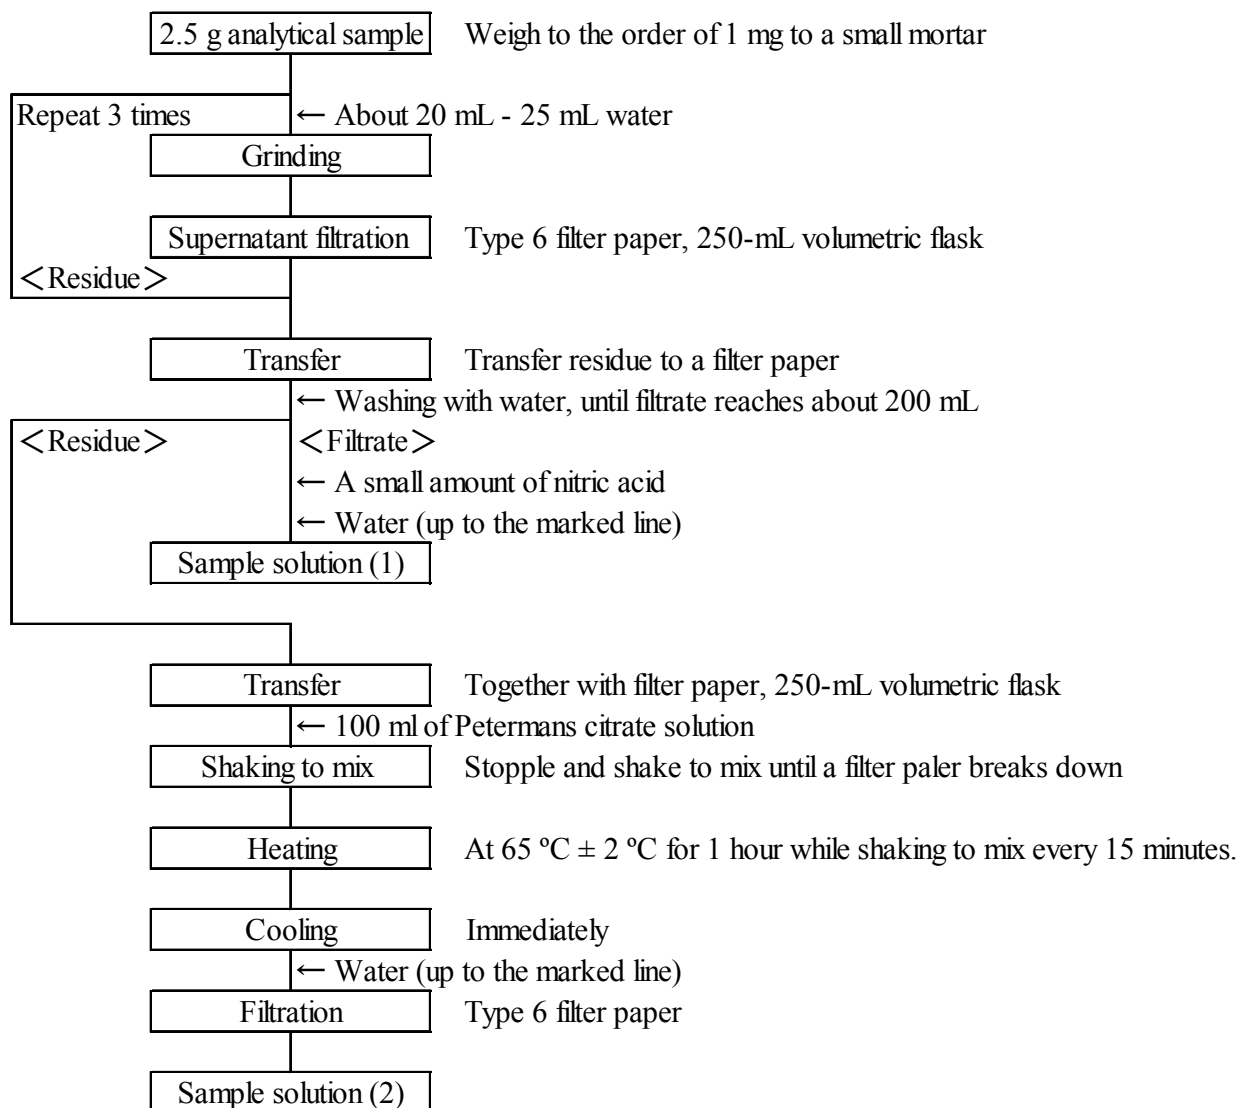 2.5 g analytical sample Weigh to the order of 1 mg to a small mortar
Repeat 3 times ← About 20 mL - 25 mL water
Grinding
Supernatant filtration Type 6 filter paper, 250-mL volumetric flask
＜Residue＞
Transfer Transfer residue to a filter paper
← Washing with water, until filtrate reaches about 200 mL
＜Residue＞ ＜Filtrate＞
← A small amount of nitric acid
← Water (up to the marked line)
Sample solution (1)
Transfer Together with filter paper, 250-mL volumetric flask
← 100 ml of Petermans citrate solution
Shaking to mix Stopple and shake to mix until a filter paler breaks down
Heating At 65 ºC ± 2 ºC for 1 hour while shaking to mix every 15 minutes.
Cooling Immediately
← Water (up to the marked line)
Filtration Type 6 filter paper
Sample solution (2)